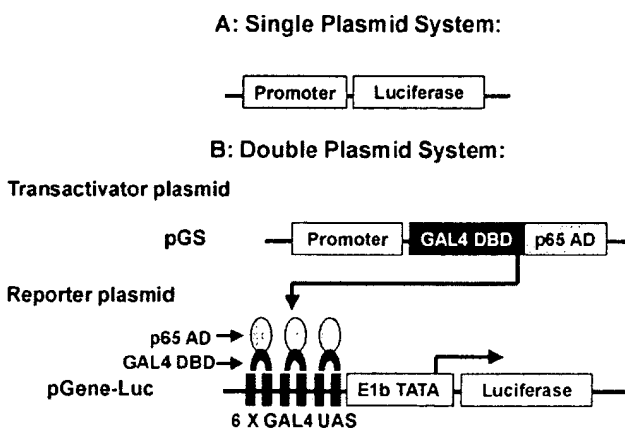 A: Single Plasmid System:
Promoter Luciferase
B: Double Plasmid System:
Transactivator plasmid
pGS Promoter GAL4 DBD p65 AD
Reporter plasmid
p65 AD
GAL4 DBD
pGene-Luc E1b TATA Luciferase
6 X GAL4 UAS